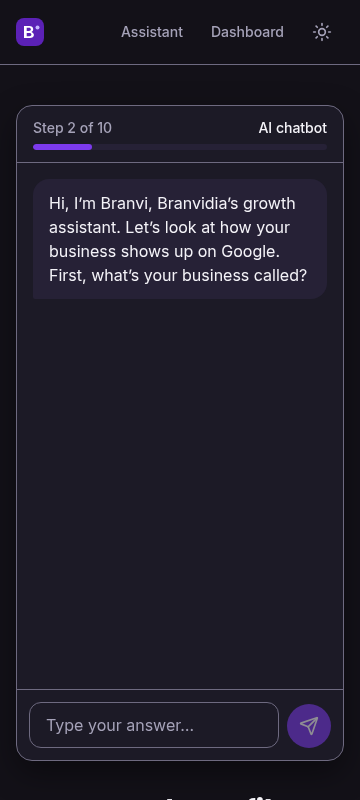 B
Assistant
Dashboard
Step 2 of 10
AI chatbot
Hi, I’m Branvi, Branvidia’s growth
assistant. Let’s look at how your
business shows up on Google.
First, what’s your business called?
Type your answer...